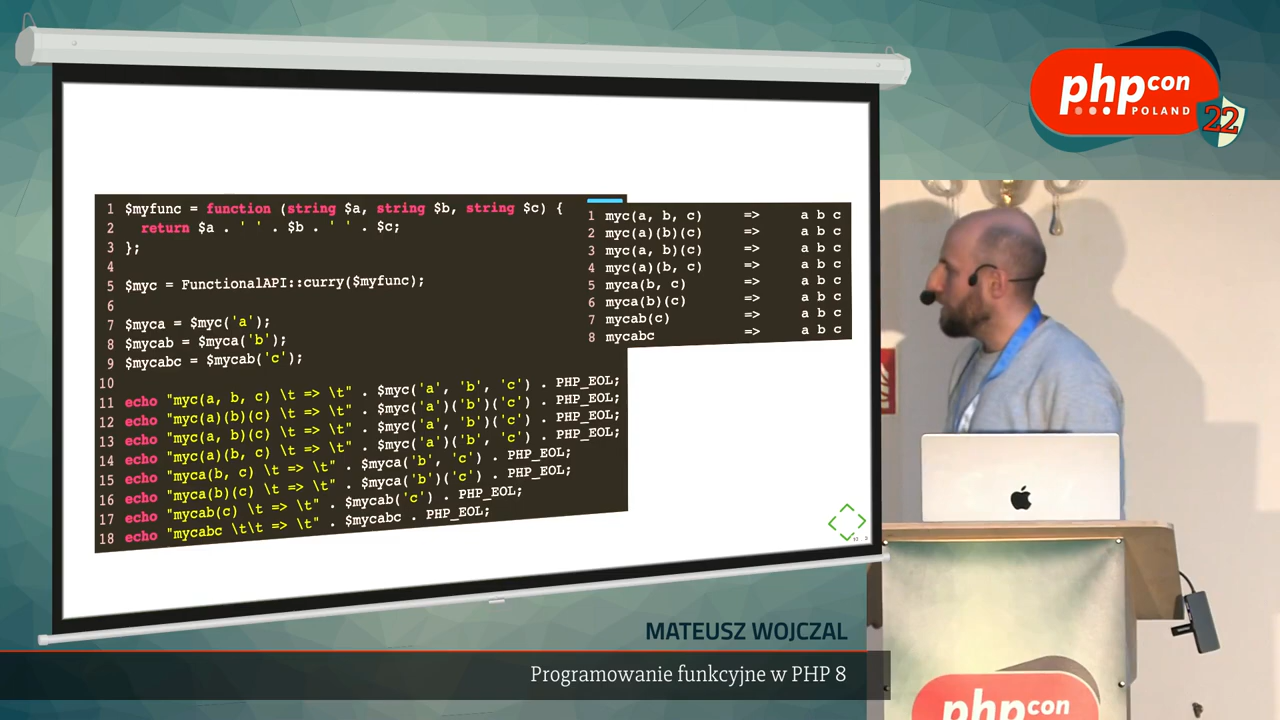 1 $myfunc = function (string $a, string $b, string $c) {
2 return $a . ' ' . $b . ' ' . $c;
3 };
4
5 $myc = FunctionalAPI::curry($myfunc);
6
7 $myca = $myc('a');
8 $mycab = $myca('b');
9 $mycabc = $mycab('c');
10
11 echo "myc(a, b, c) \t => \t" . $myc('a', 'b', 'c') . PHP_EOL;
12 echo "myc(a)(b)(c) \t => \t" . $myc('a')('b')('c') . PHP_EOL;
13 echo "myc(a, b)(c) \t => \t" . $myc('a', 'b')('c') . PHP_EOL;
14 echo "myc(a)(b, c) \t => \t" . $myc('a')('b', 'c') . PHP_EOL;
15 echo "myca(b, c) \t => \t" . $myca('b', 'c') . PHP_EOL;
16 echo "myca(b)(c) \t => \t" . $myca('b')('c') . PHP_EOL;
17 echo "mycab(c) \t => \t" . $mycab('c') . PHP_EOL;
18 echo "mycabc \t\t => \t" . $mycabc . PHP_EOL;
1 myc(a, b, c) => a b c
2 myc(a)(b)(c) => a b c
3 myc(a, b)(c) => a b c
4 myc(a)(b, c) => a b c
5 myca(b, c) => a b c
6 myca(b)(c) => a b c
7 mycab(c) => a b c
8 mycabc => a b c
phpcon
POLAND
22
MATEUSZ WOJCZAL
Programowanie funkcyjne w PHP 8
phpcon